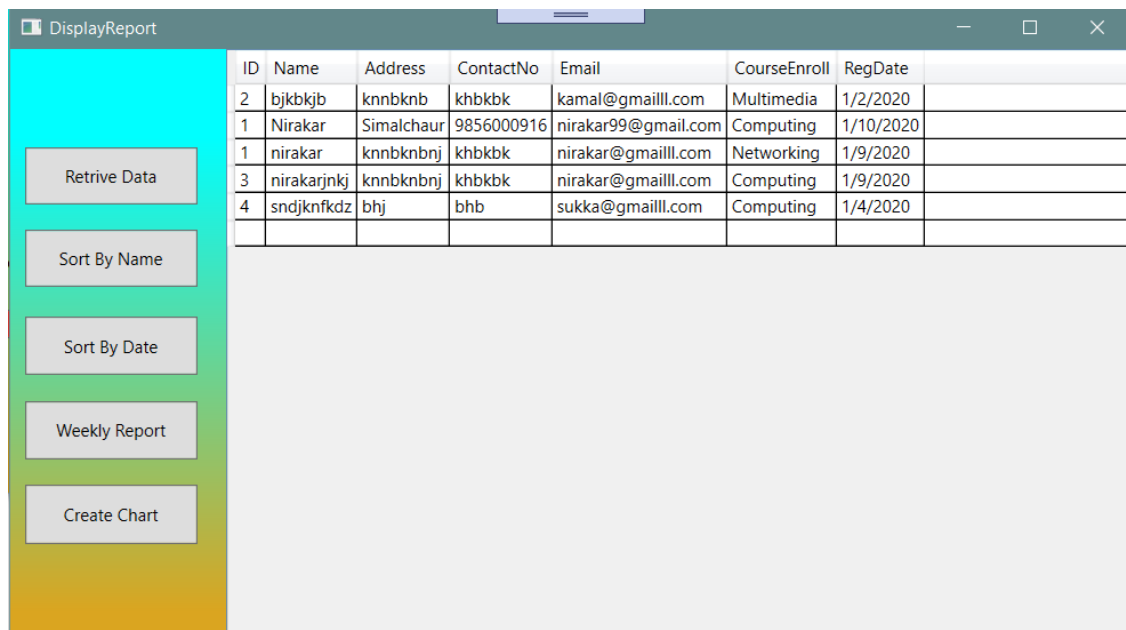 DisplayReport
ID Name Address ContactNo Email CourseEnroll RegDate
2 bjkbkjb knnbknb khbkbk kamal@gmailll.com Multimedia 1/2/2020
1 Nirakar Simalchaur 9856000916 nirakar99@gmail.com Computing 1/10/2020
1 nirakar knnbknbnj khbkbk nirakar@gmailll.com Networking 1/9/2020
3 nirakarjnkj knnbknbnj khbkbk nirakar@gmailll.com Computing 1/9/2020
4 sndjknfkdz bhj bhb sukka@gmailll.com Computing 1/4/2020
Retrive Data
Sort By Name
Sort By Date
Weekly Report
Create Chart